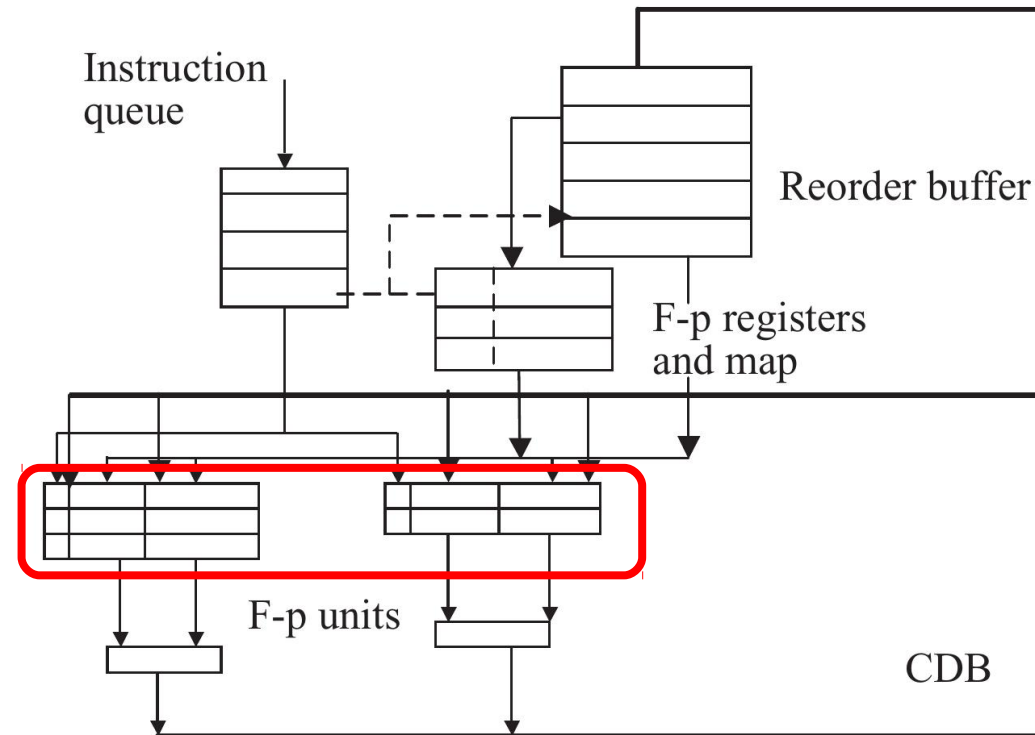 Instruction
queue
Reorder buffer
F-p registers
and map
F-p units
CDB